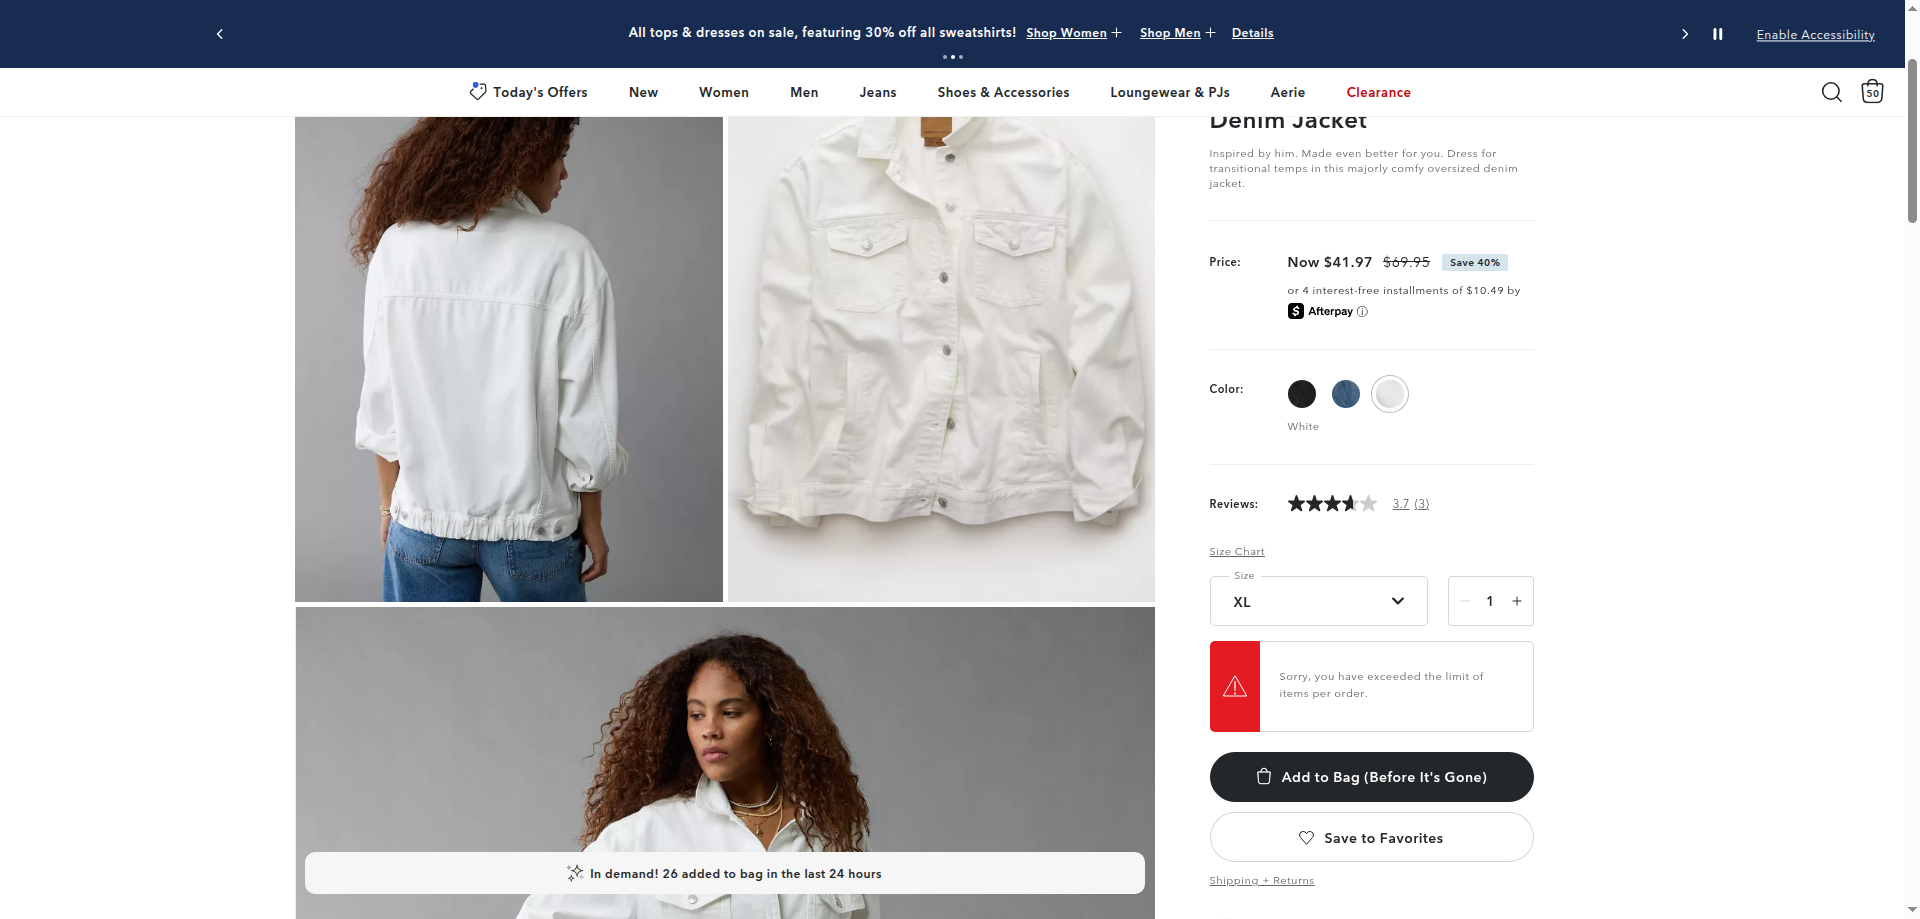 All tops & dresses on sale, featuring 30% off all sweatshirts! Shop Women + Shop Men + Details
Enable Accessibility
Today's Offers
New
Women
Men
Jeans
Shoes & Accessories
Loungewear & PJs
Aerie
Clearance
50
Denim Jacket
Inspired by him. Made even better for you. Dress for
transitional temps in this majorly comfy oversized denim
jacket.
Price:
Now $41.97 $69.95 Save 40%
or 4 interest-free installments of $10.49 by
Afterpay
Color:
White
Reviews:
3.7 (3)
Size Chart
Size
XL
1
Sorry, you have exceeded the limit of
items per order.
Add to Bag (Before It's Gone)
Save to Favorites
Shipping + Returns
In demand! 26 added to bag in the last 24 hours